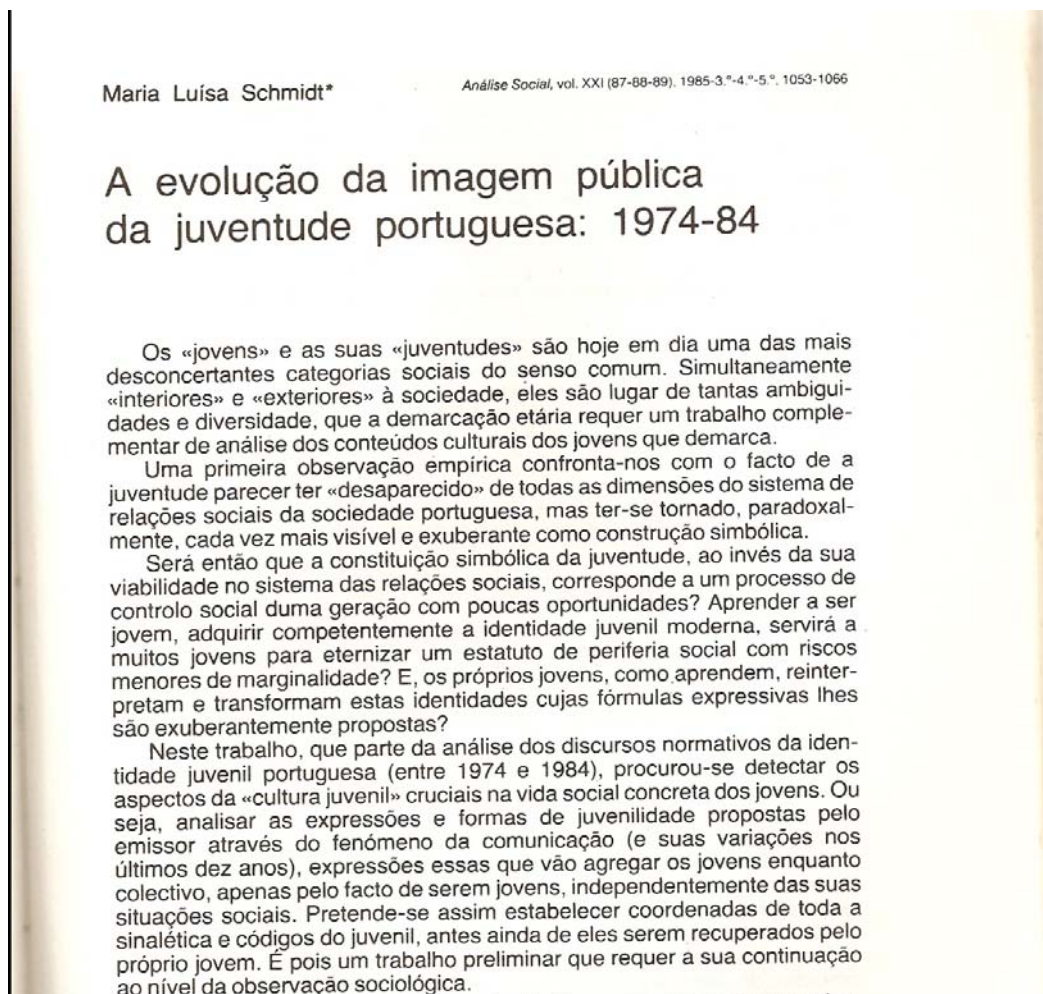 Maria Luísa Schmidt*
Análise Social, vol. XXI (87-88-89), 1985-3.º-4.º-5.º, 1053-1066
A evolução da imagem pública
da juventude portuguesa: 1974-84
Os «jovens» e as suas «juventudes» são hoje em dia uma das mais
desconcertantes categorias sociais do senso comum. Simultaneamente
«interiores» e «exteriores» à sociedade, eles são lugar de tantas ambigui-
dades e diversidade, que a demarcação etária requer um trabalho comple-
mentar de análise dos conteúdos culturais dos jovens que demarca.
Uma primeira observação empírica confronta-nos com o facto de a
juventude parecer ter «desaparecido» de todas as dimensões do sistema de
relações sociais da sociedade portuguesa, mas ter-se tornado, paradoxal-
mente, cada vez mais visível e exuberante como construção simbólica.
Será então que a constituição simbólica da juventude, ao invés da sua
viabilidade no sistema das relações sociais, corresponde a um processo de
controlo social duma geração com poucas oportunidades? Aprender a ser
jovem, adquirir competentemente a identidade juvenil moderna, servirá a
muitos jovens para eternizar um estatuto de periferia social com riscos
menores de marginalidade? E, os próprios jovens, como aprendem, reinter-
pretam e transformam estas identidades cujas fórmulas expressivas lhes
são exuberantemente propostas?
Neste trabalho, que parte da análise dos discursos normativos da iden-
tidade juvenil portuguesa (entre 1974 e 1984), procurou-se detectar os
aspectos da «cultura juvenil» cruciais na vida social concreta dos jovens. Ou
seja, analisar as expressões e formas de juvenilidade propostas pelo
emissor através do fenómeno da comunicação (e suas variações nos
últimos dez anos), expressões essas que vão agregar os jovens enquanto
colectivo, apenas pelo facto de serem jovens, independentemente das suas
situações sociais. Pretende-se assim estabelecer coordenadas de toda a
sinalética e códigos do juvenil, antes ainda de eles serem recuperados pelo
próprio jovem. É pois um trabalho preliminar que requer a sua continuação
ao nível da observação sociológica.